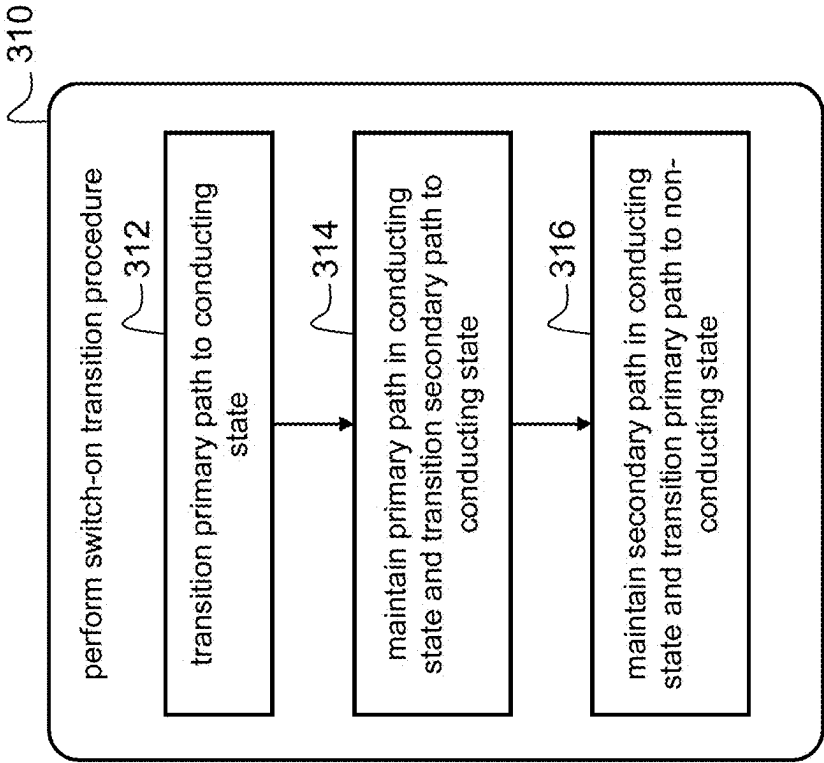 310
perform switch-on transition procedure
312
transition primary path to conducting
state
314
maintain primary path in conducting
state and transition secondary path to
conducting state
316
maintain secondary path in conducting
state and transition primary path to non-
conducting state